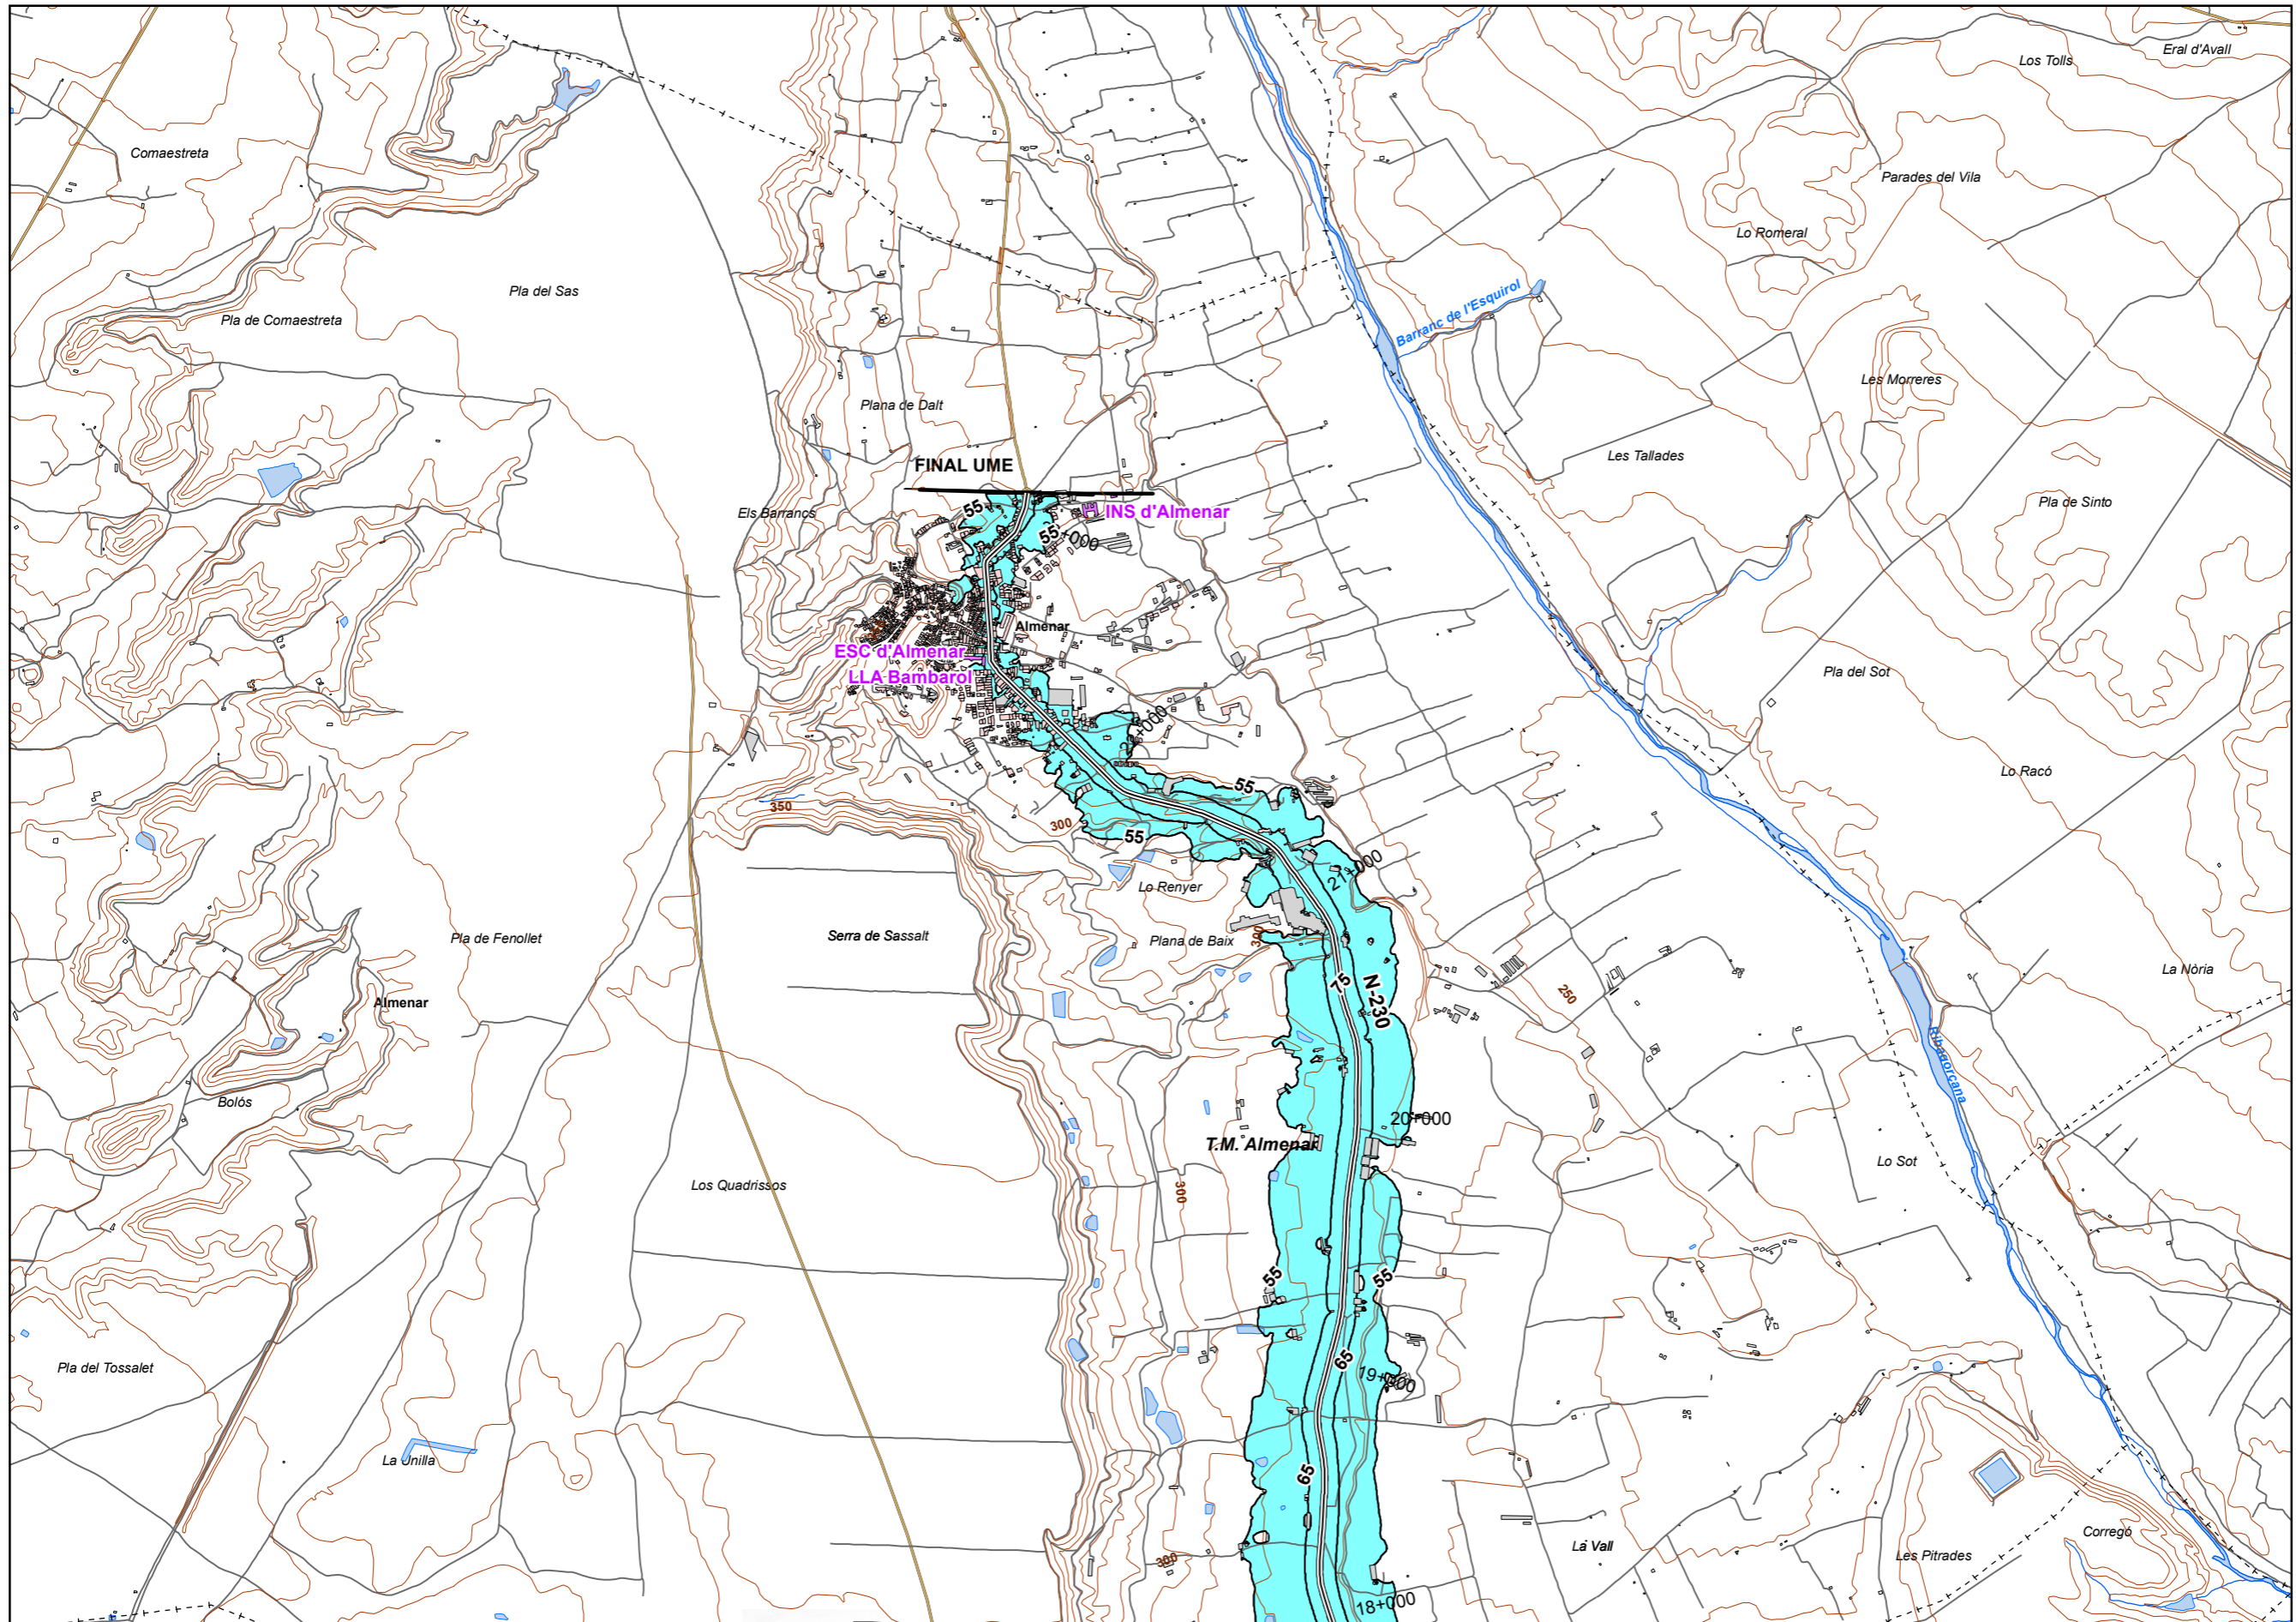 Eral d'Avall
Los Tolls
Comaestreta
Parades del Vila
Lo Romeral
Pla del Sas
Barranc de l'Esquirol
Pla de Comaestreta
Les Morreres
Plana de Dalt
Les Tallades
FINAL UME
Pla de Sinto
Els Barrancs
55
INS d'Almenar
55
+000
Almenar
ESC d'Almenar
LLA Bambarol
Pla del Sot
+000
Lo Racó
55
350
300
55
21+000
Lo Renyer
Serra de Sassalt
Pla de Fenollet
Plana de Baix
300
La Nòria
75
N-230
250
Almenar
Ribagorçana
Bolós
20+000
T.M. Almenar
Lo Sot
Los Quadrissos
300
55
55
Pla del Tossalet
65
19+000
La Unilla
65
Corregó
La Vall
Les Pitrades
300
18+000